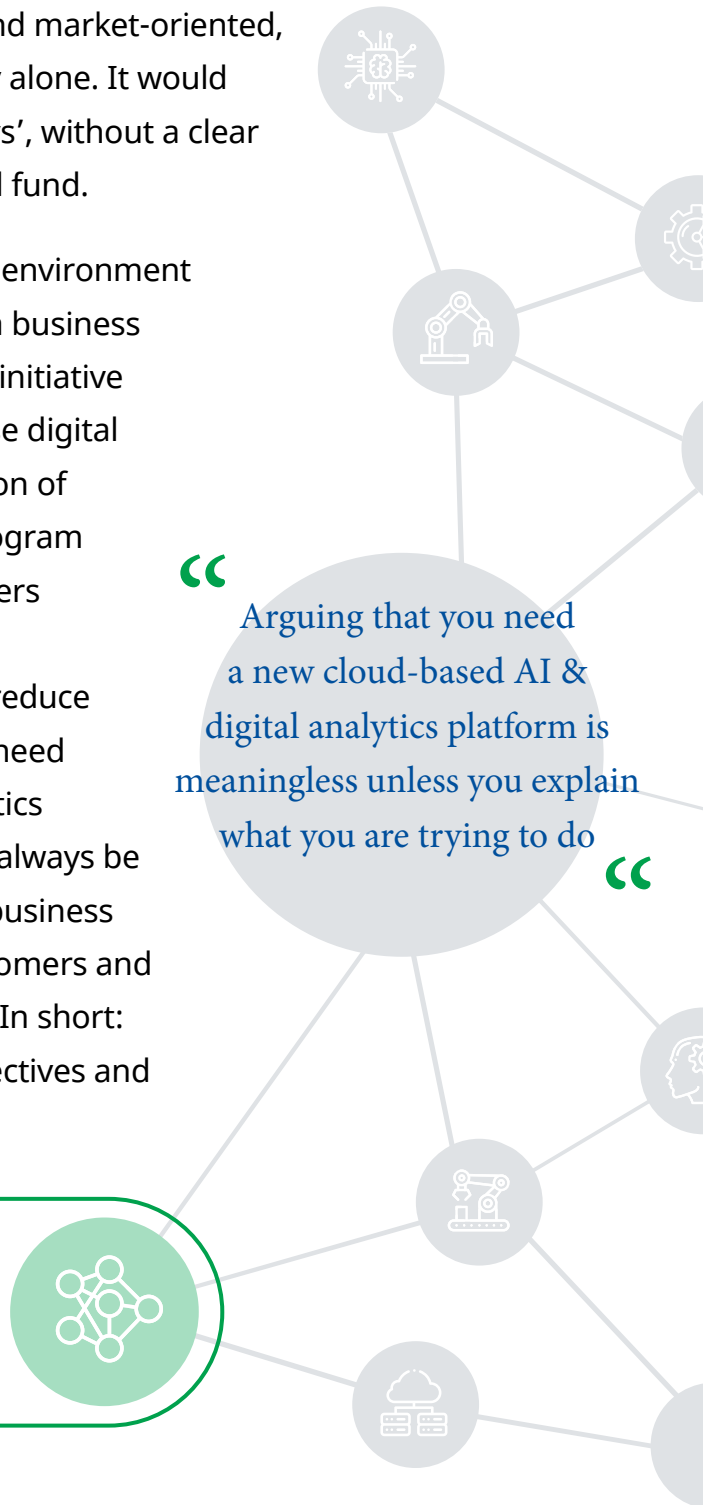 nd market-oriented,
y alone. It would
s’, without a clear
l fund.
environment
business
initiative
e digital
on of
ogram
ers
reduce
need
tics
always be
business
omers and
In short:
ectives and
“
Arguing that you need
a new cloud-based AI &
digital analytics platform is
meaningless unless you explain
what you are trying to do
“